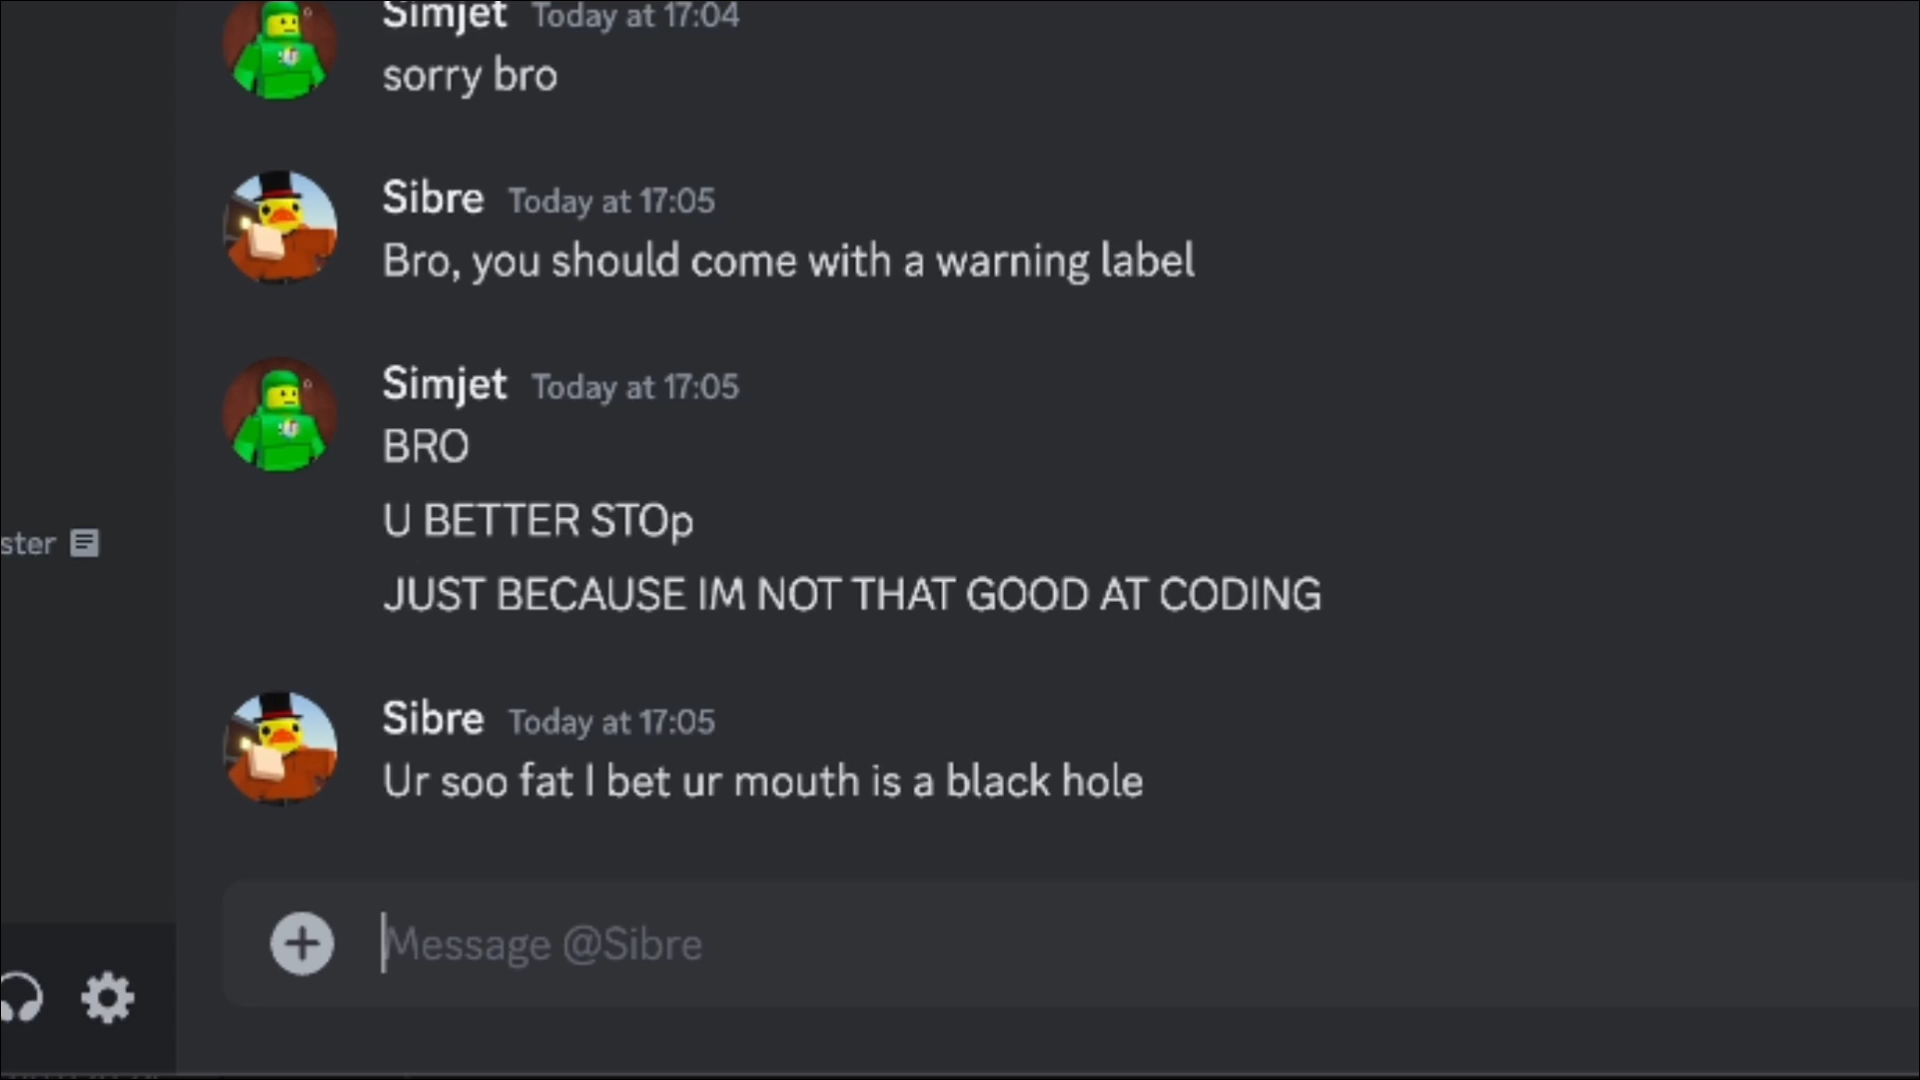 Simjet Today at 17:04
sorry bro
Sibre Today at 17:05
Bro, you should come with a warning label
Simjet Today at 17:05
BRO
U BETTER STOp
JUST BECAUSE IM NOT THAT GOOD AT CODING
ster
Sibre Today at 17:05
Ur soo fat I bet ur mouth is a black hole
Message @Sibre